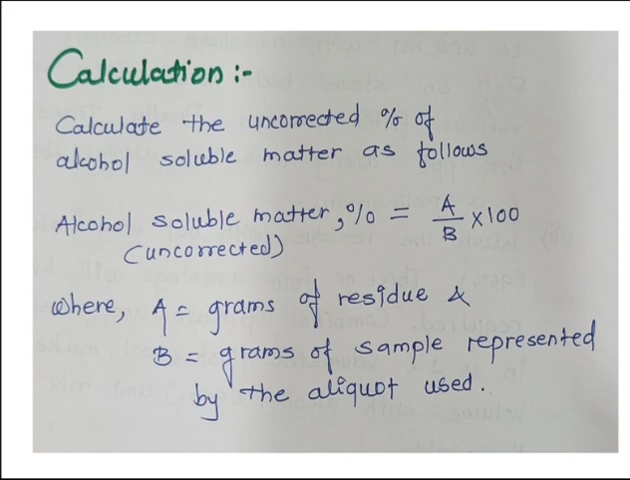 Calculation :-
Calculate the uncorrected % of
alcohol soluble matter as follows
Alcohol soluble matter, % = A/B x 100
(uncorrected)
where, A = grams of residue &
B = grams of sample represented
by the aliquot used.